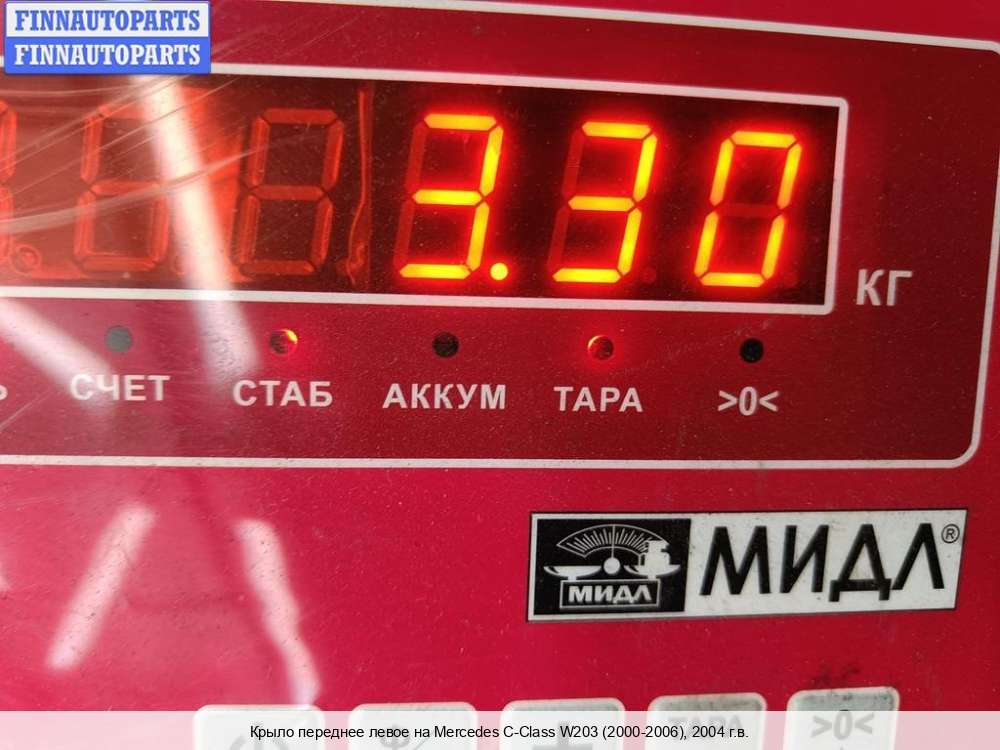 FINNAUTOPARTS
FINNAUTOPARTS
3.30
КГ
СЧЕТ СТАБ АККУМ ТАРА >0<
МИДЛ МИДЛ®
ТАРА >0<
Крыло переднее левое на Mercedes C-Class W203 (2000-2006), 2004 г.в.